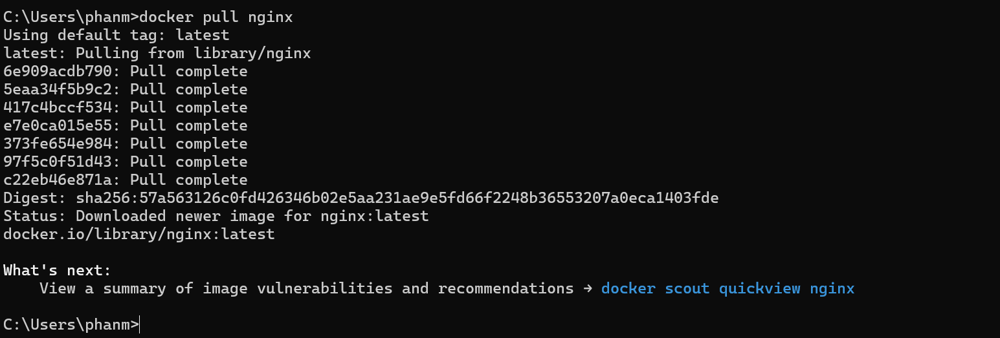 C:\Users\phanm>docker pull nginx
Using default tag: latest
latest: Pulling from library/nginx
6e909acdb790: Pull complete
5eaa34f5b9c2: Pull complete
417c4bccf534: Pull complete
e7e0ca015e55: Pull complete
373fe654e984: Pull complete
97f5c0f51d43: Pull complete
c22eb46e871a: Pull complete
Digest: sha256:57a563126c0fd426346b02e5aa231ae9e5fd66f2248b36553207a0eca1403fde
Status: Downloaded newer image for nginx:latest
docker.io/library/nginx:latest
What's next:
    View a summary of image vulnerabilities and recommendations → docker scout quickview nginx
C:\Users\phanm>